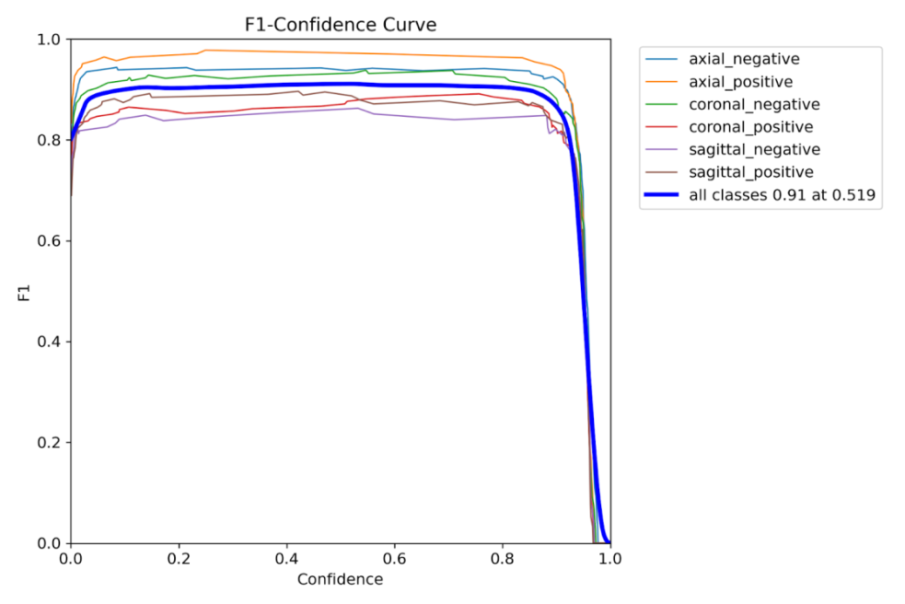 F1-Confidence Curve
1.0
0.8
0.6
0.4
0.2
0.0
F1
0.0 0.2 0.4 0.6 0.8 1.0
Confidence
axial_negative
axial_positive
coronal_negative
coronal_positive
sagittal_negative
sagittal_positive
all classes 0.91 at 0.519